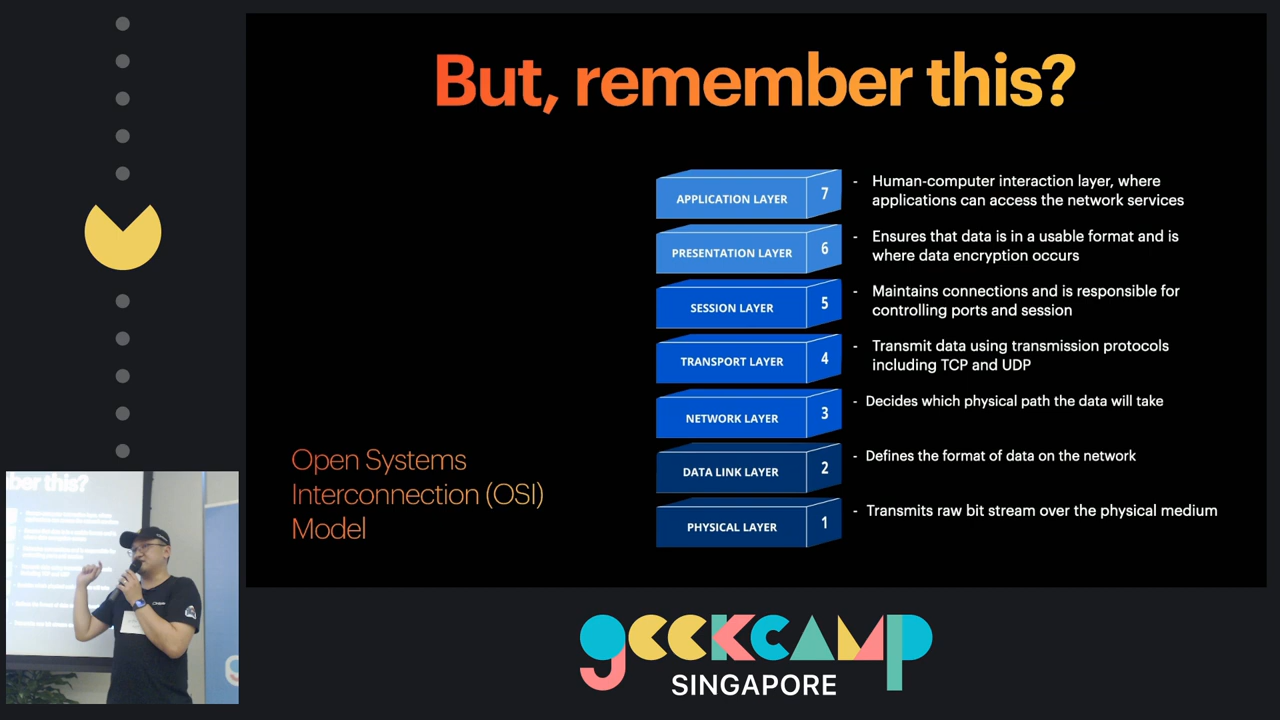 But, remember this?
APPLICATION LAYER 7
- Human-computer interaction layer, where
applications can access the network services
PRESENTATION LAYER 6
- Ensures that data is in a usable format and is
where data encryption occurs
SESSION LAYER 5
- Maintains connections and is responsible for
controlling ports and session
TRANSPORT LAYER 4
- Transmit data using transmission protocols
including TCP and UDP
NETWORK LAYER 3
- Decides which physical path the data will take
DATA LINK LAYER 2
- Defines the format of data on the network
PHYSICAL LAYER 1
- Transmits raw bit stream over the physical medium
Open Systems
Interconnection (OSI)
Model
ber this?
geekcamp
SINGAPORE